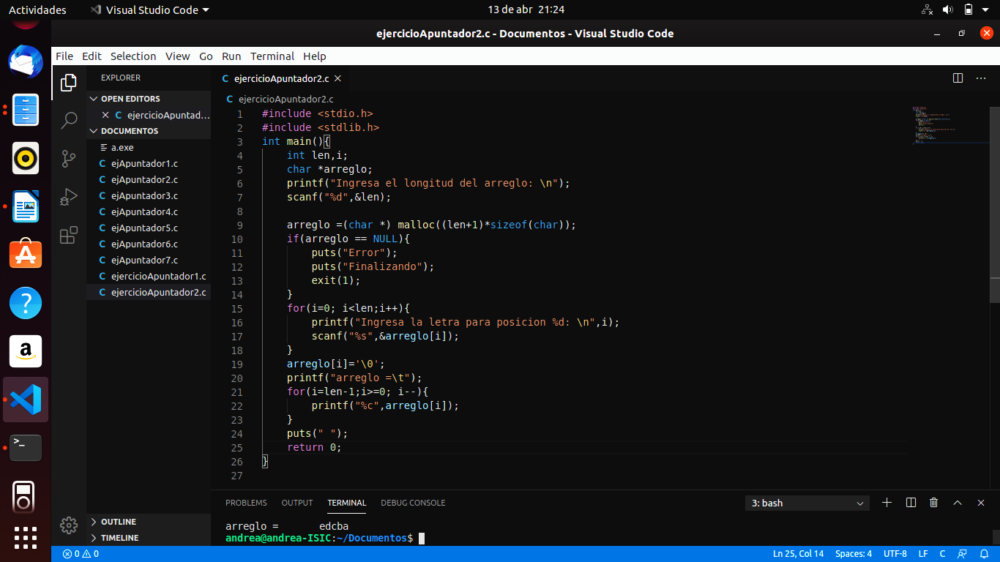 Actividades
Visual Studio Code
13 de abr 21:24
ejercicioApuntador2.c - Documentos - Visual Studio Code
File Edit Selection View Go Run Terminal Help
EXPLORER
OPEN EDITORS
C ejercicioApuntad...
DOCUMENTOS
a.exe
C ejApuntador1.c
C ejApuntador2.c
C ejApuntador3.c
C ejApuntador4.c
C ejApuntador5.c
C ejApuntador6.c
C ejApuntador7.c
C ejercicioApuntador1.c
C ejercicioApuntador2.c
OUTLINE
TIMELINE
C ejercicioApuntador2.c
C ejercicioApuntador2.c
1 #include <stdio.h>
2 #include <stdlib.h>
3 int main(){
4 int len,i;
5 char *arreglo;
6 printf("Ingresa el longitud del arreglo: \n");
7 scanf("%d",&len);
8
9 arreglo =(char *) malloc((len+1)*sizeof(char));
10 if(arreglo == NULL){
11 puts("Error");
12 puts("Finalizando");
13 exit(1);
14 }
15 for(i=0; i<len;i++){
16 printf("Ingresa la letra para posicion %d: \n",i);
17 scanf("%s",&arreglo[i]);
18 }
19 arreglo[i]='\0';
20 printf("arreglo =\t");
21 for(i=len-1;i>=0; i--){
22 printf("%c",arreglo[i]);
23 }
24 puts(" ");
25 return 0;
26 }
27
PROBLEMS OUTPUT TERMINAL DEBUG CONSOLE
3: bash
arreglo = edcba
andrea@andrea-ISIC:~/Documentos$
0 0
Ln 25, Col 14 Spaces: 4 UTF-8 LF C